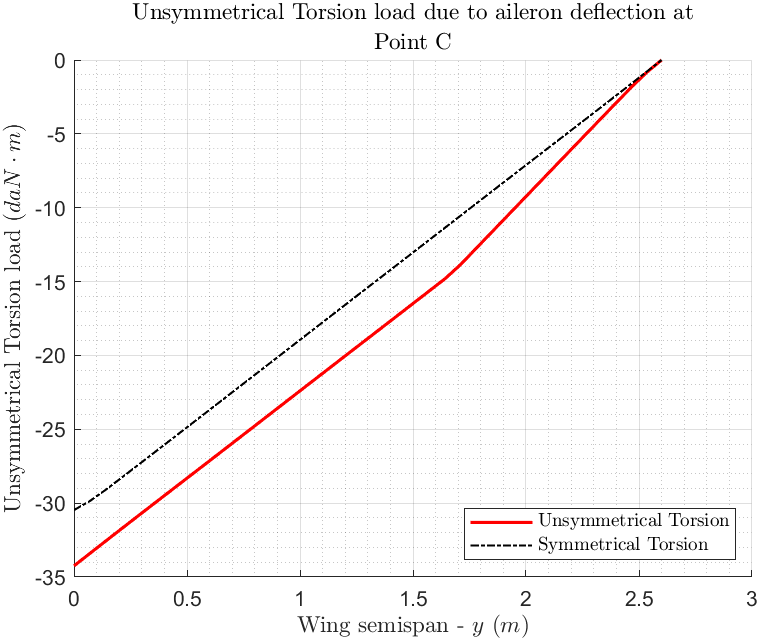 Unsymmetrical Torsion load due to aileron deflection at
Point C
Unsymmetrical Torsion load (daN · m)
0
-5
-10
-15
-20
-25
-30
-35
0
0.5
1
1.5
2
2.5
3
Wing semispan - y (m)
Unsymmetrical Torsion
Symmetrical Torsion